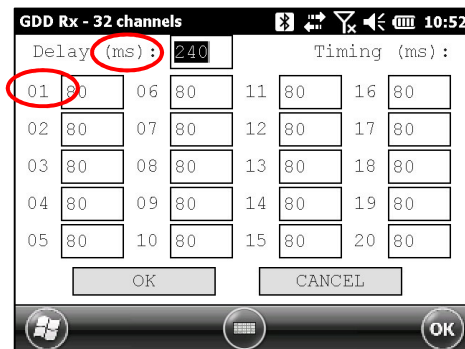 GDD Rx - 32 channels 10:52
Delay (ms): 240 Timing (ms):
01 80 06 80 11 80 16 80
02 80 07 80 12 80 17 80
03 80 08 80 13 80 18 80
04 80 09 80 14 80 19 80
05 80 10 80 15 80 20 80
OK CANCEL
OK